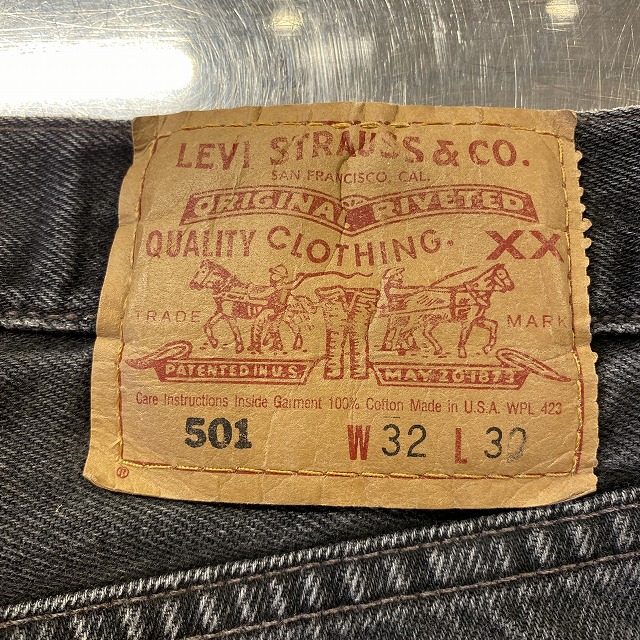 LEVI STRAUSS & CO.
SAN FRANCISCO, CAL.
ORIGINAL RIVETED
QUALITY CLOTHING. XX
TRADE MARK
PATENTED IN U.S. MAY 20 1873
Care Instructions Inside Garment 100% Cotton Made in U.S.A. WPL 423
501 W 32 L
®